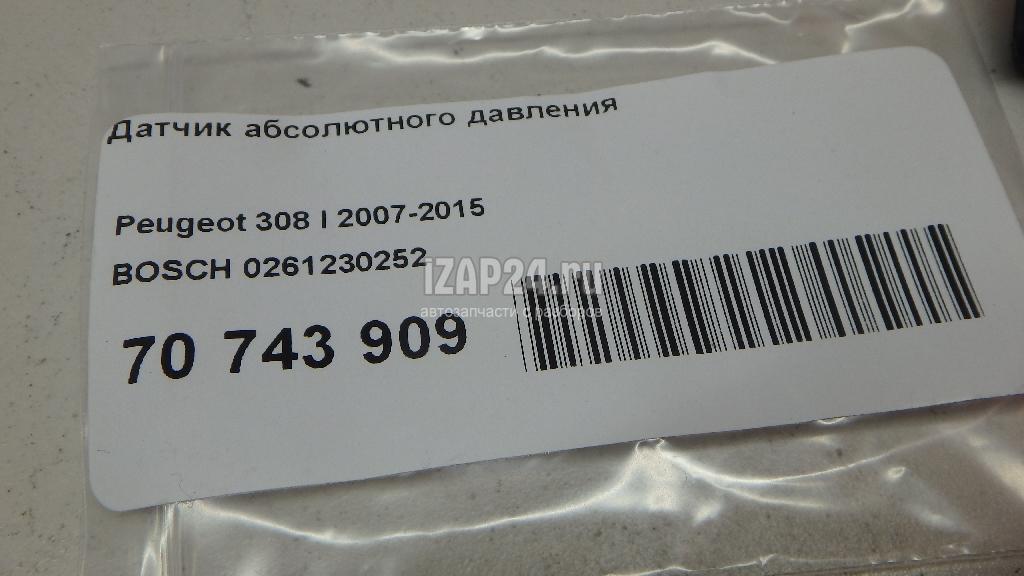 Датчик абсолютного давления
Peugeot 308 I 2007-2015
BOSCH 0261230252
iZAP24.ru
автозапчасти с разборов
70 743 909